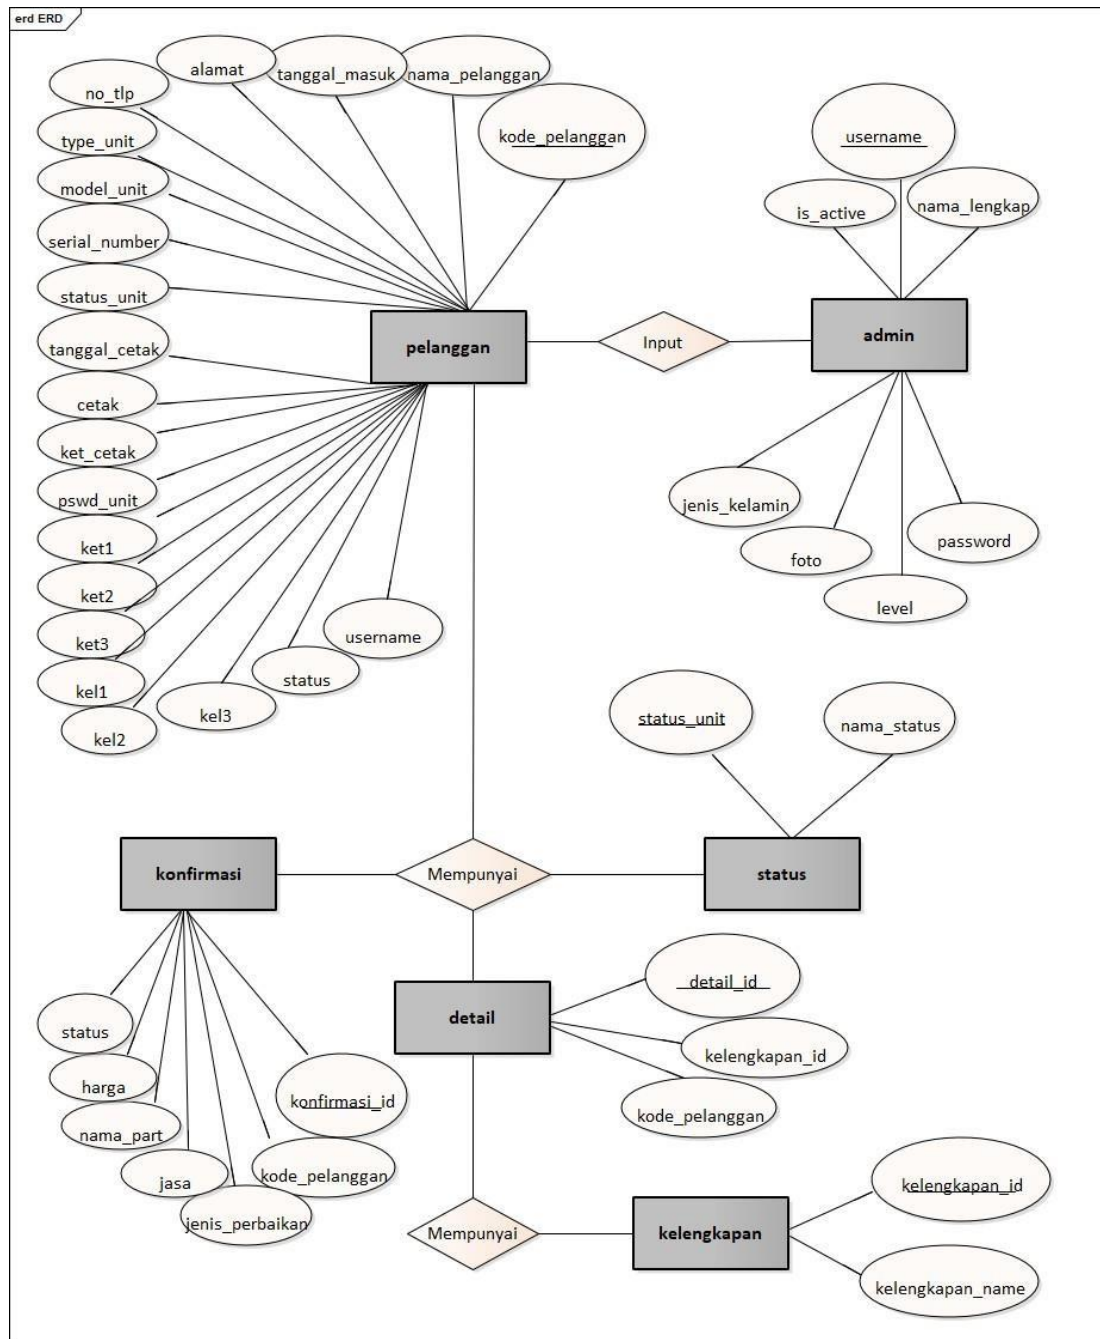 erd ERD
alamat
tanggal_masuk
nama_pelanggan
no_tlp
kode_pelanggan
username
type_unit
model_unit
is_active
nama_lengkap
serial_number
status_unit
pelanggan
Input
admin
tanggal_cetak
cetak
ket_cetak
pswd_unit
jenis_kelamin
ket1
foto
password
ket2
level
ket3
username
kel1
status
kel2
kel3
status_unit
nama_status
konfirmasi
Mempunyai
status
detail
detail_id
kelengkapan_id
kode_pelanggan
status
harga
nama_part
jasa
jenis_perbaikan
kode_pelanggan
konfirmasi_id
Mempunyai
kelengkapan
kelengkapan_id
kelengkapan_name